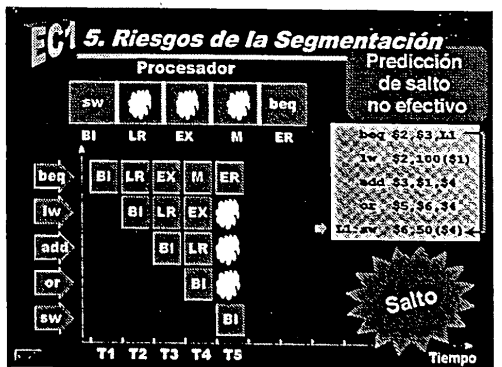 EC1 5. Riesgos de la Segmentación
Procesador
Predicción
de salto
no efectivo
sw beq
BI LR EX M ER
beq $2,$3,L1
lw $2,100($1)
add $3,$1,$4
or $5,$6,$4
L1: sw $6,50($4)
beq BI LR EX M ER
lw BI LR EX
add BI LR
or BI
sw BI
Salto
T1 T2 T3 T4 T5 Tiempo